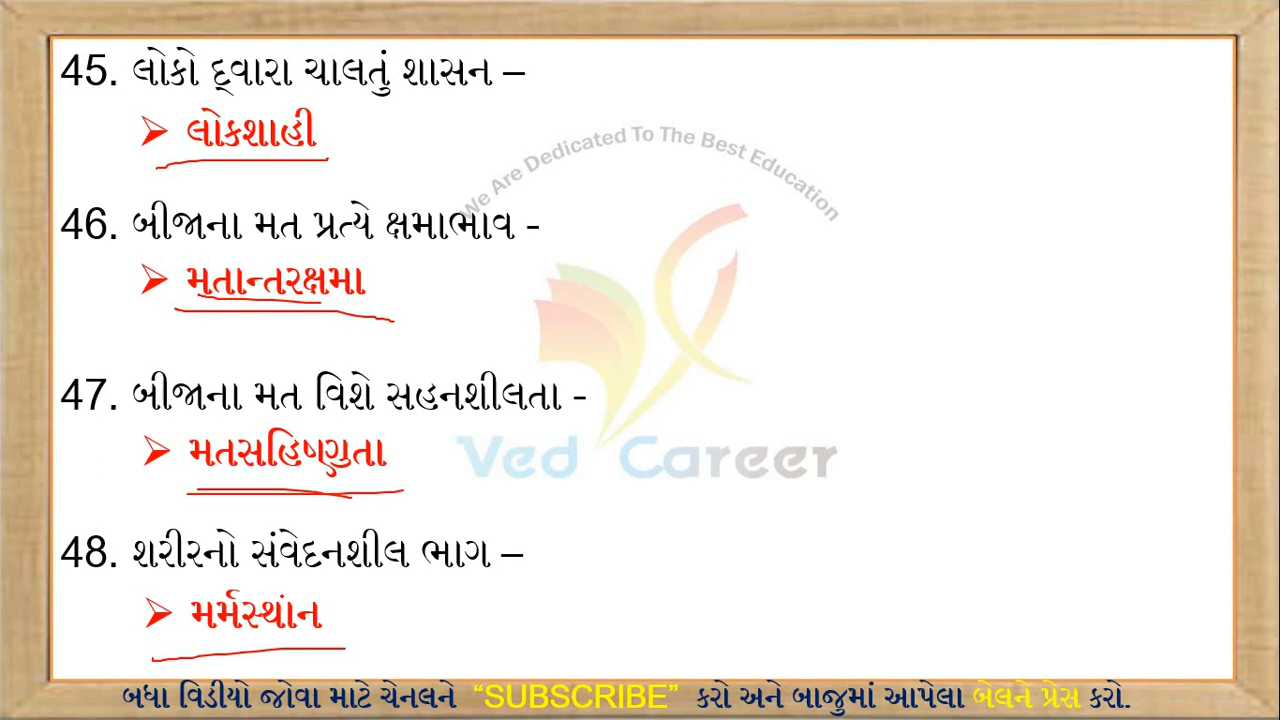 45. લોકો દ્વારા ચાલતું શાસન –
➢ લોકશાહી
We Are Dedicated To The Best Education
46. બીજાના મત પ્રત્યે ક્ષમાભાવ -
➢ મતાન્તરક્ષમા
47. બીજાના મત વિશે સહનશીલતા -
➢ મતસહિષ્ણુતા
Ved Career
48. શરીરનો સંવેદનશીલ ભાગ –
➢ મર્મસ્થાંન
બધા વિડીયો જોવા માટે ચેનલને “SUBSCRIBE” કરો અને બાજુમાં આપેલા બેલને પ્રેસ કરો.